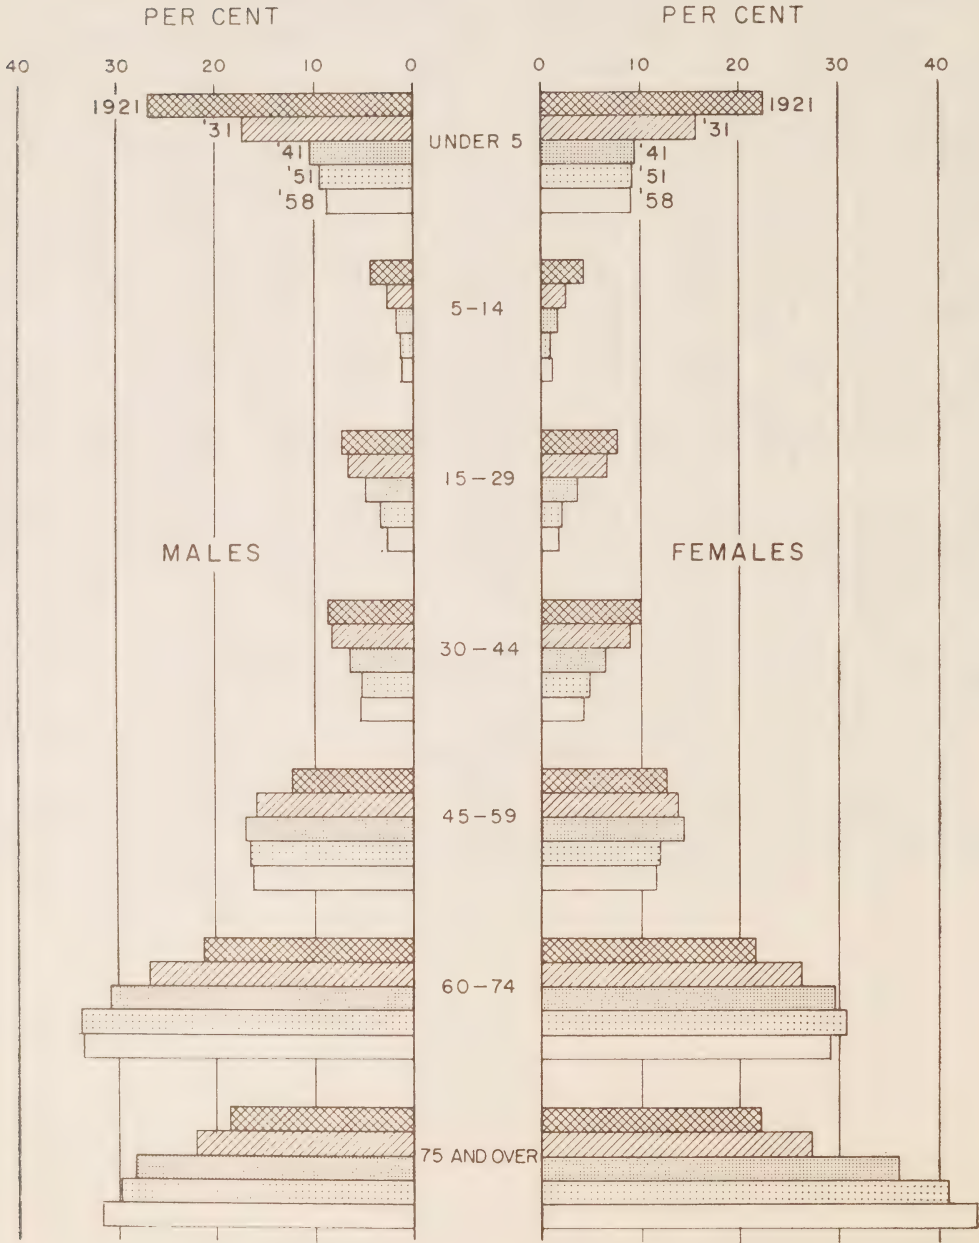 PER CENT
PER CENT
40 30 20 10 0
0 10 20 30 40
1921
'31
'41
'51
'58
UNDER 5
1921
'31
'41
'51
'58
5-14
15-29
MALES
FEMALES
30-44
45-59
60-74
75 AND OVER